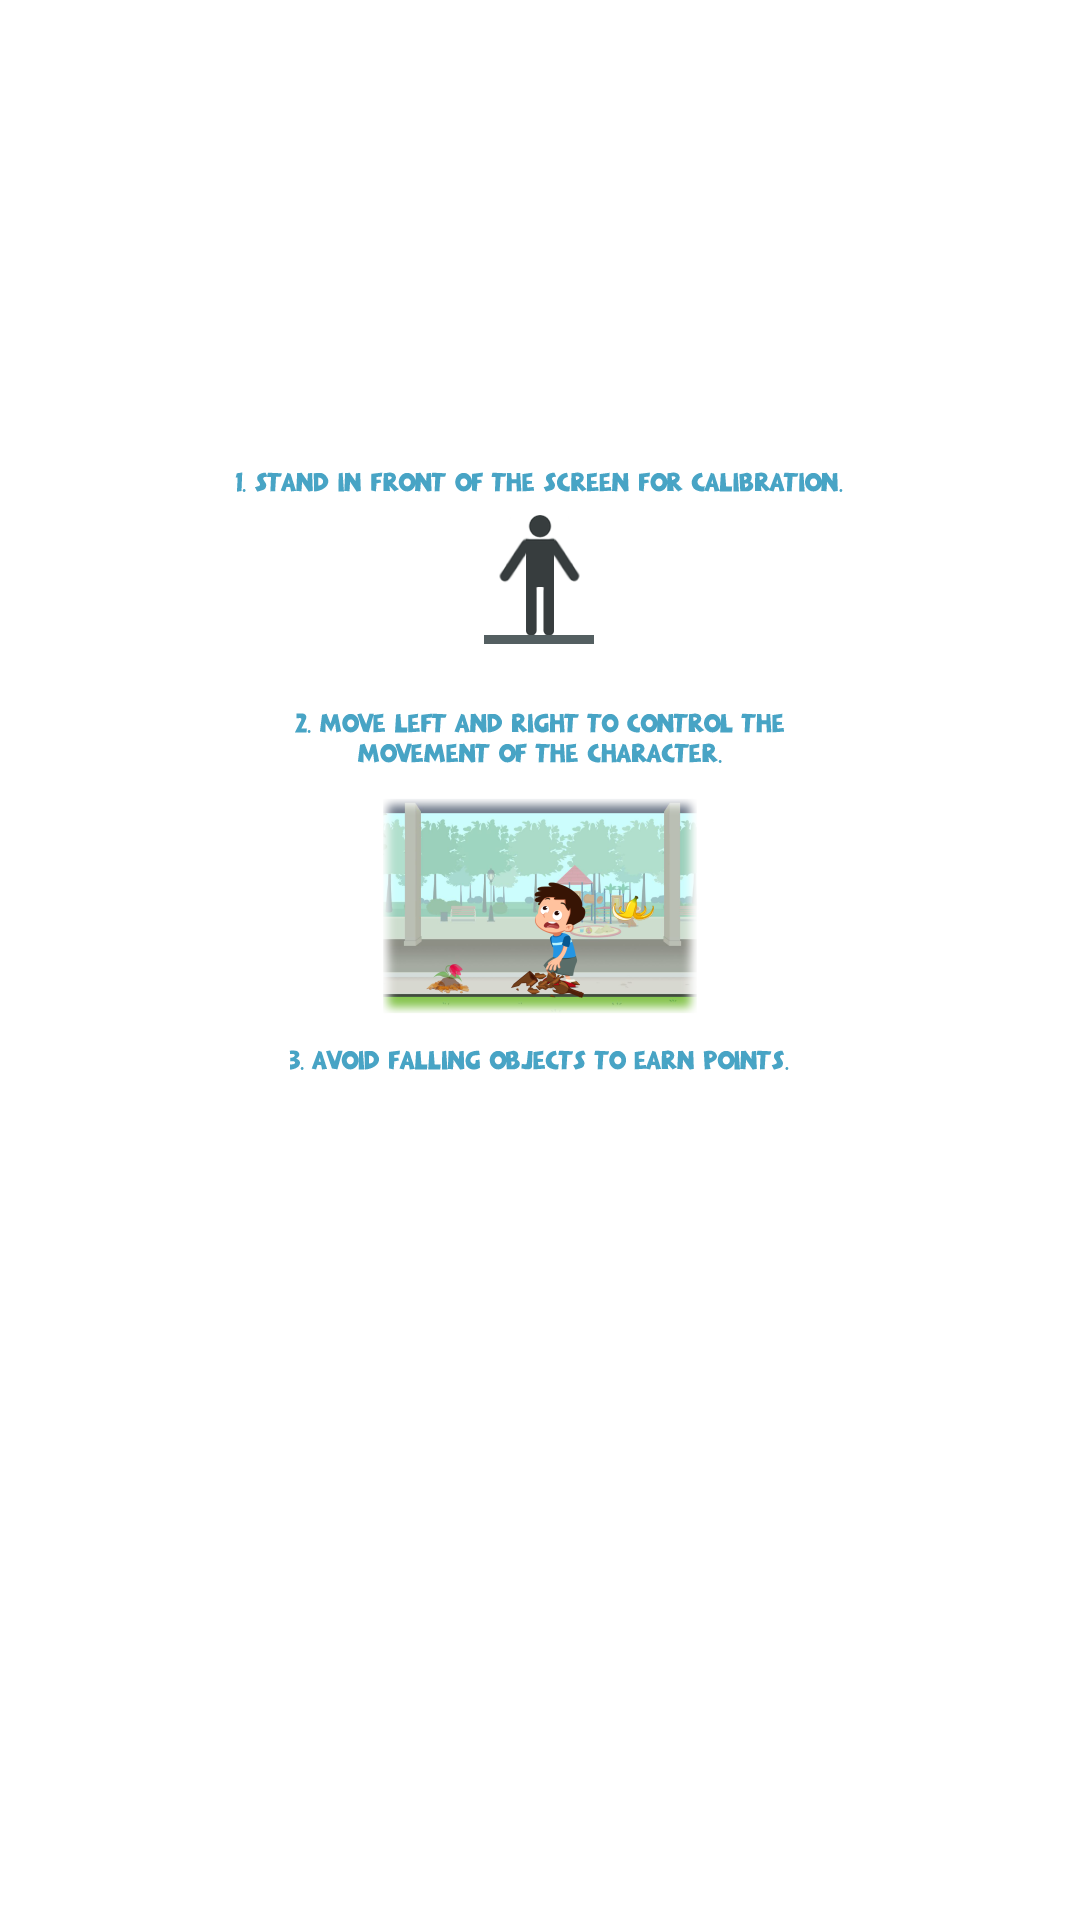 1. STAND IN FRONT OF THE SCREEN FOR CALIBRATION.
2. MOVE LEFT AND RIGHT TO CONTROL THE
MOVEMENT OF THE CHARACTER.
3. AVOID FALLING OBJECTS TO EARN POINTS.